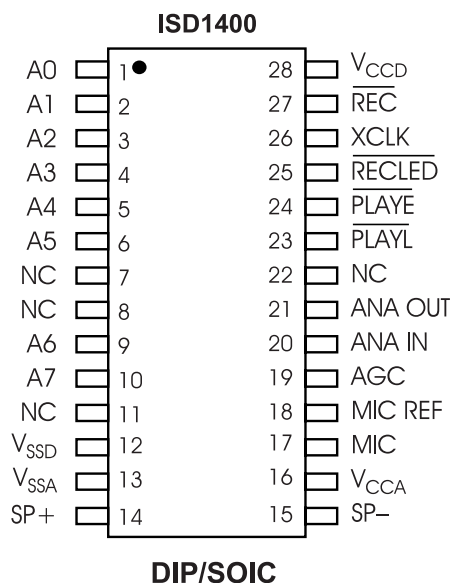 ISD1400
A0 1 28 VCCD
A1 2 27 REC
A2 3 26 XCLK
A3 4 25 RECLED
A4 5 24 PLAYE
A5 6 23 PLAYL
NC 7 22 NC
NC 8 21 ANA OUT
A6 9 20 ANA IN
A7 10 19 AGC
NC 11 18 MIC REF
VSSD 12 17 MIC
VSSA 13 16 VCCA
SP+ 14 15 SP–
DIP/SOIC